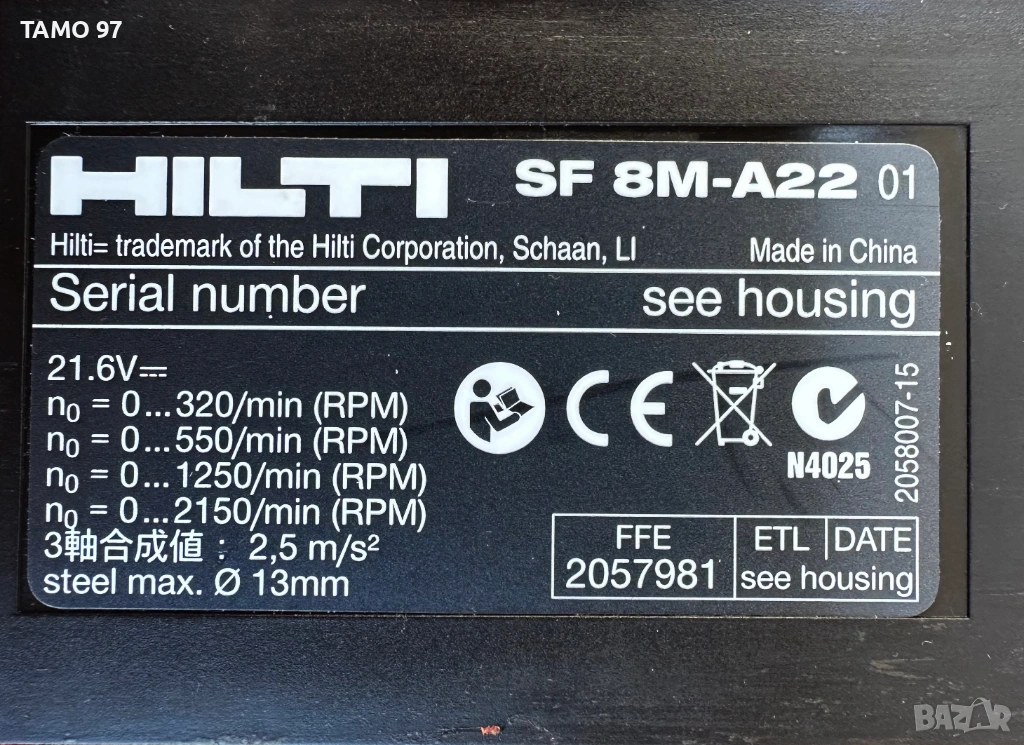 TAMO 97
HILTI SF 8M-A22 01
Hilti= trademark of the Hilti Corporation, Schaan, LI Made in China
Serial number see housing
21.6V⎓
n₀ = 0...320/min (RPM)
n₀ = 0...550/min (RPM)
n₀ = 0...1250/min (RPM)
n₀ = 0...2150/min (RPM)
3軸合成値： 2,5 m/s²
steel max. Ø 13mm
CE
N4025
2058007-15
FFE
2057981
ETL DATE
see housing
BAZAR